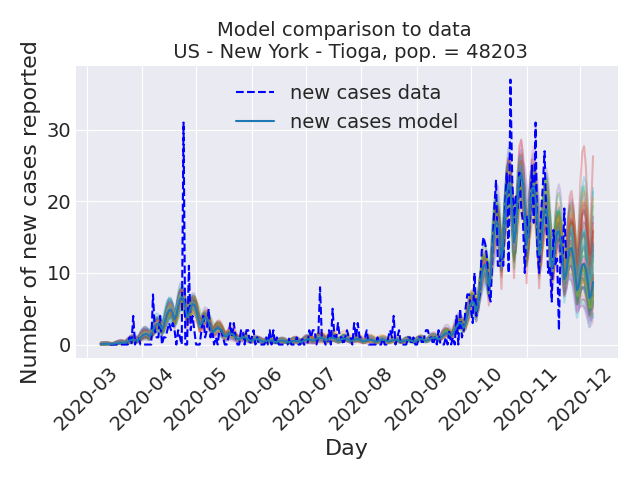 Model comparison to data
US - New York - Tioga, pop. = 48203
new cases data
new cases model
Number of new cases reported
30
20
10
0
2020-03
2020-04
2020-05
2020-06
2020-07
2020-08
2020-09
2020-10
2020-11
2020-12
Day